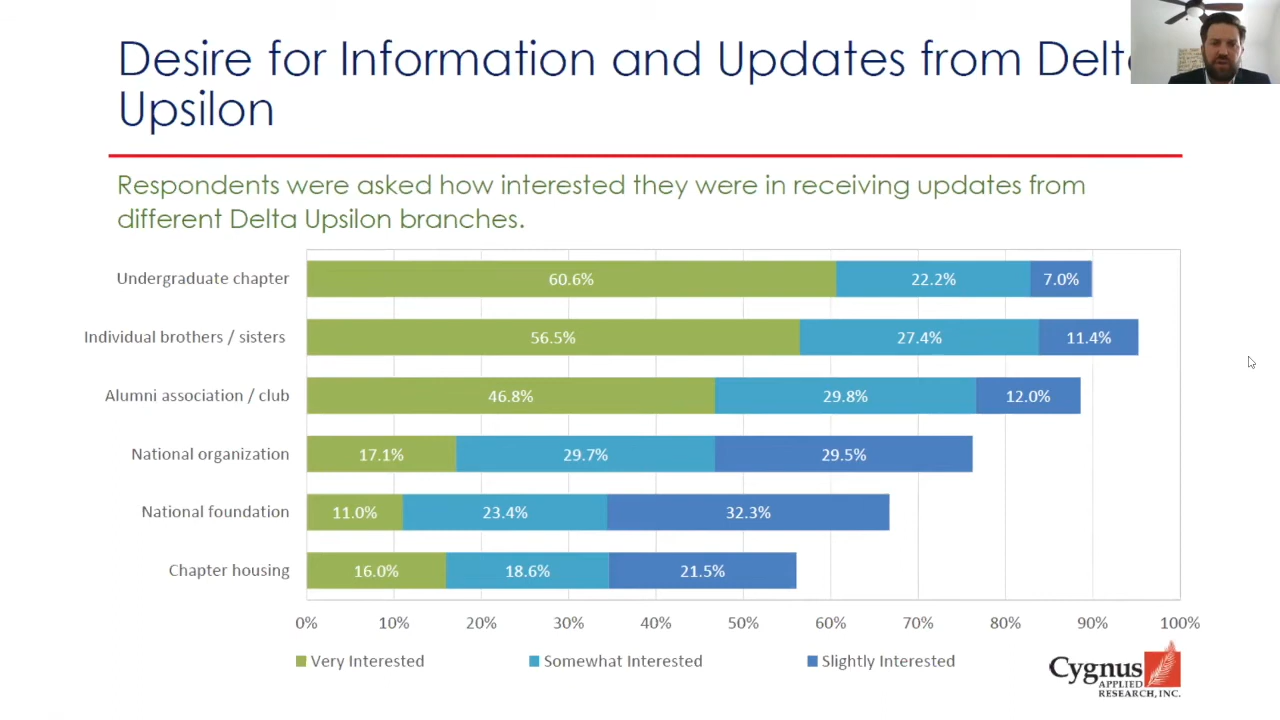 Desire for Information and Updates from Delta
Upsilon
Respondents were asked how interested they were in receiving updates from
different Delta Upsilon branches.
Undergraduate chapter 60.6% 22.2% 7.0%
Individual brothers / sisters 56.5% 27.4% 11.4%
Alumni association / club 46.8% 29.8% 12.0%
National organization 17.1% 29.7% 29.5%
National foundation 11.0% 23.4% 32.3%
Chapter housing 16.0% 18.6% 21.5%
0% 10% 20% 30% 40% 50% 60% 70% 80% 90% 100%
Very Interested Somewhat Interested Slightly Interested
Cygnus
APPLIED
RESEARCH, INC.